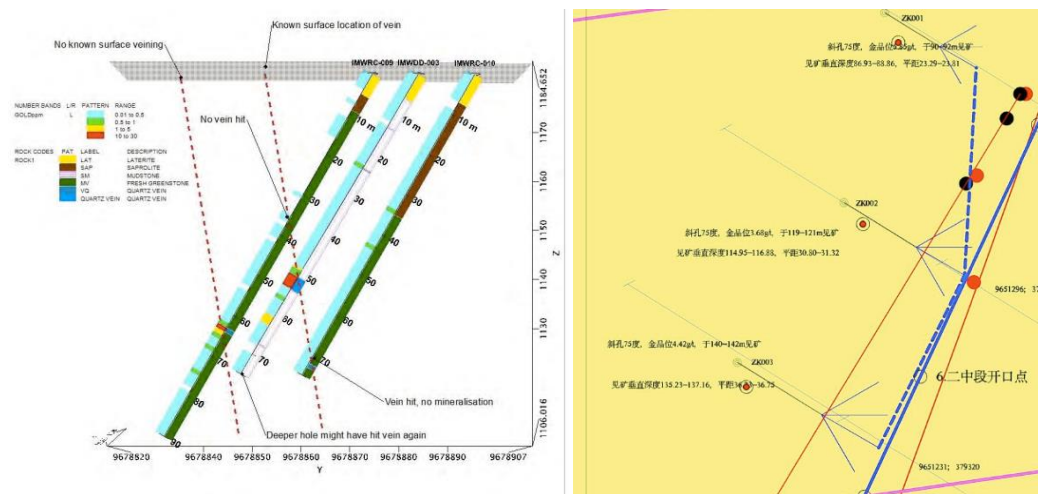 Known surface location of vein
No known surface veining
IMWRC-009 IMWDD-003 IMWRC-010
1184.652
NUMBER BANDS L/R PATTERN RANGE
GOLDppm L 0.01 to 0.5
0.5 to 1
1 to 5
10 to 30
ROCK CODES PAT LABEL DESCRIPTION
ROCK1 LAT LATERITE
SAP SAPROLITE
SM MUDSTONE
MV FRESH GREENSTONE
VQ QUARTZ VEIN
QUARTZ VEIN QUARTZ VEIN
No vein hit
10 m 10 m 10 m
20 20 20
30 30 30
40 40 40
50 50 50
60 60 60
70 70 70
80
90
1170
1160
1150
1140
1130
1106.016
Z
Vein hit, no mineralisation
Deeper hole might have hit vein again
9678820 9678840 9678850 9678860 9678870 9678883 9678890 9678907
Y
ZK001
于90-92m见矿
见矿垂直深度86.93-88.86，平距23.29-23.81
ZK002
斜孔75度，金品位3.68g/t，于119-121m见矿
见矿垂直深度114.95-116.88，平距30.80-31.32
9651296；379
斜孔75度，金品位4.42g/t，于140-142m见矿
ZK003
见矿垂直深度135.23-137.16，平距
6二中段开口点
9651231；379320